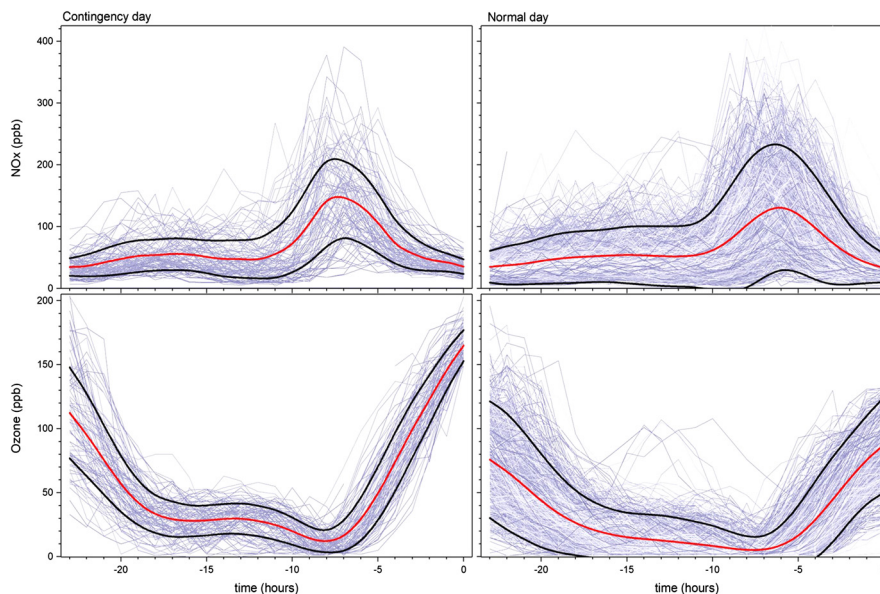 Contingency day
Normal day
400
300
200
100
0
NOx (ppb)
200
150
100
50
0
Ozone (ppb)
-20 -15 -10 -5 0
-20 -15 -10 -5
time (hours)
time (hours)